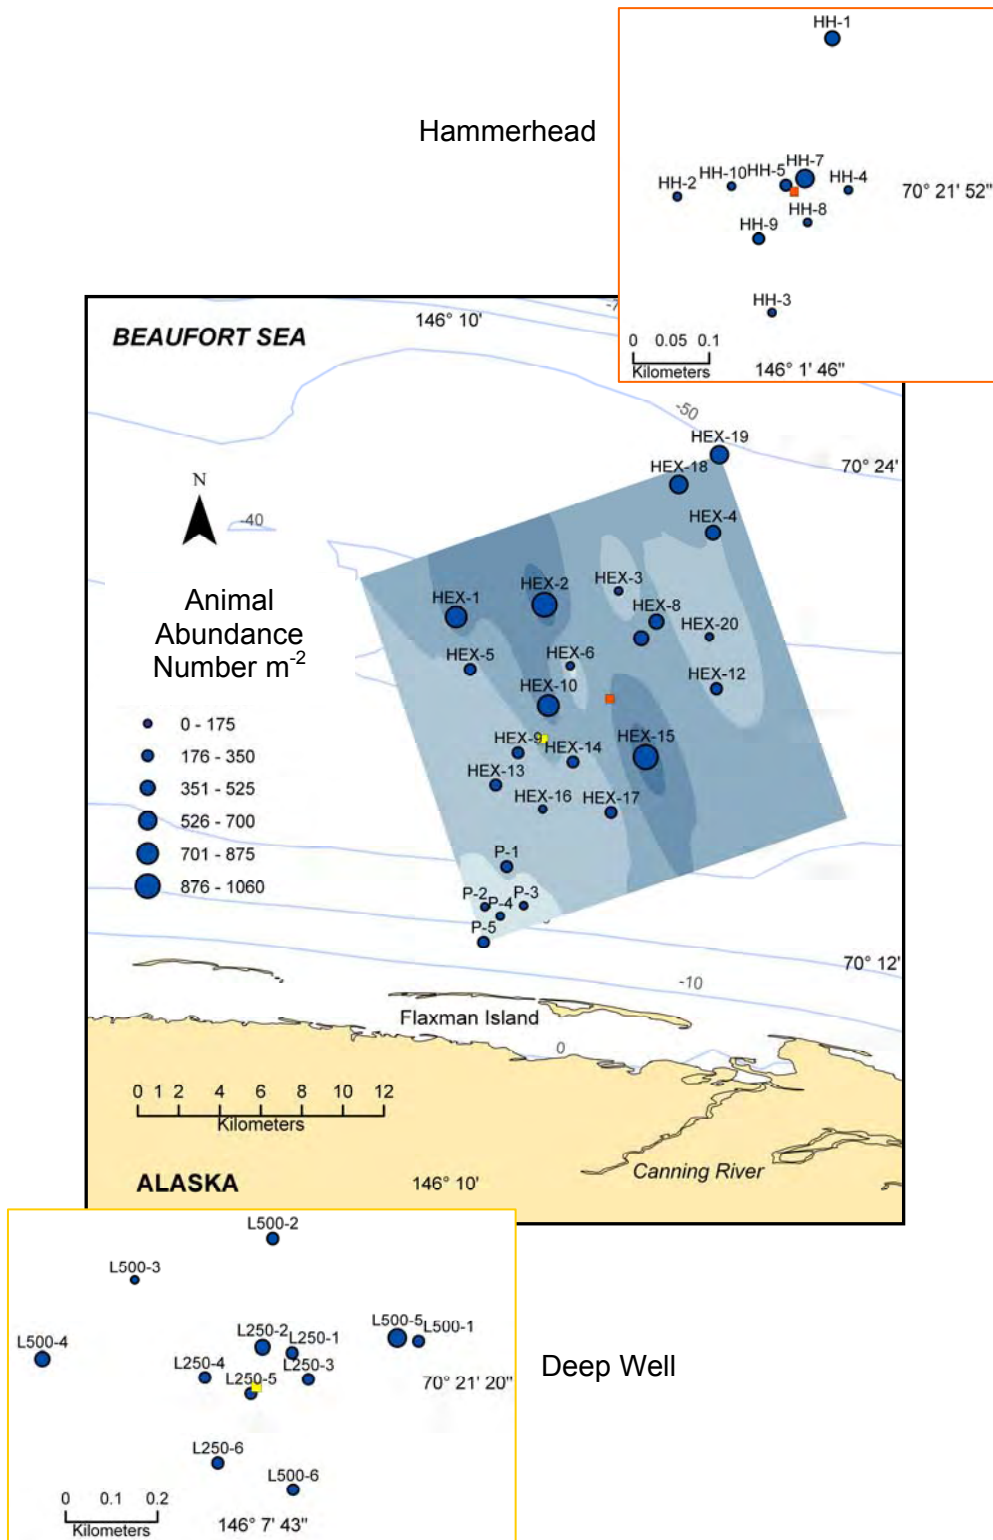 HH-1
Hammerhead
HH-7
HH-10
HH-5
HH-2
HH-4
70° 21' 52"
HH-8
HH-9
HH-3
0 0.05 0.1
Kilometers
146° 1' 46"
BEAUFORT SEA
146° 10'
-50
HEX-19
70° 24'
HEX-18
N
-40
HEX-4
HEX-2
HEX-3
HEX-1
HEX-8
HEX-20
Animal
Abundance
Number m-2
HEX-5
HEX-6
HEX-12
HEX-10
0 - 175
HEX-9
HEX-14
HEX-15
176 - 350
HEX-13
351 - 525
HEX-16
HEX-17
526 - 700
701 - 875
P-1
876 - 1060
P-2
P-3
P-4
P-5
70° 12'
-10
Flaxman Island
0
0 1 2 4 6 8 10 12
Kilometers
Canning River
ALASKA
146° 10'
L500-2
L500-3
L500-5
L500-1
L250-2
L250-1
L500-4
Deep Well
L250-4
L250-3
70° 21' 20"
L250-5
L250-6
L500-6
0 0.1 0.2
Kilometers
146° 7' 43"